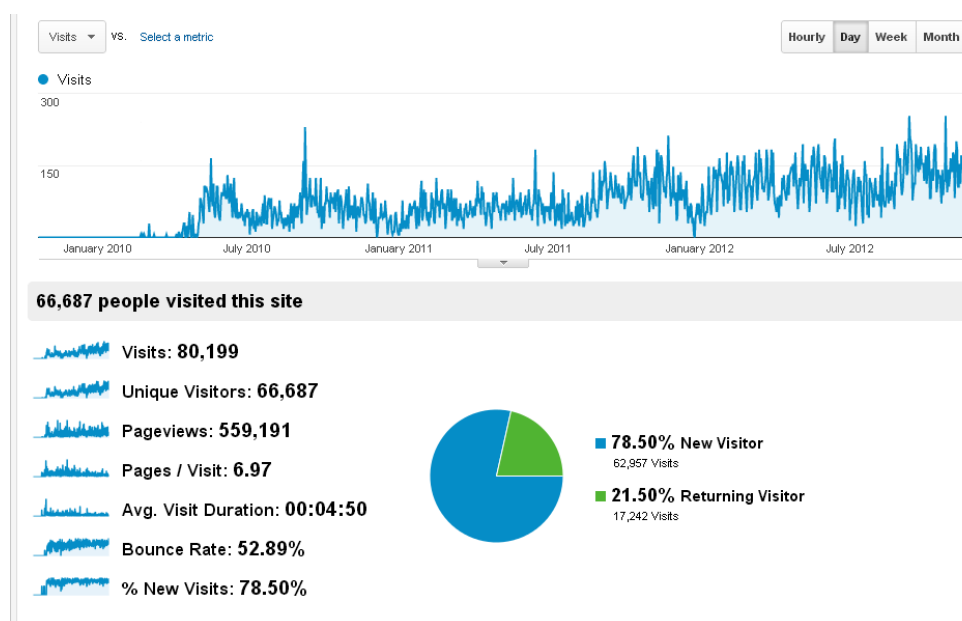 Visits vs. Select a metric Hourly Day Week Month
Visits
300
150
January 2010 July 2010 January 2011 July 2011 January 2012 July 2012
66,687 people visited this site
Visits: 80,199
Unique Visitors: 66,687
Pageviews: 559,191
Pages / Visit: 6.97
Avg. Visit Duration: 00:04:50
Bounce Rate: 52.89%
% New Visits: 78.50%
78.50% New Visitor
62,957 Visits
21.50% Returning Visitor
17,242 Visits